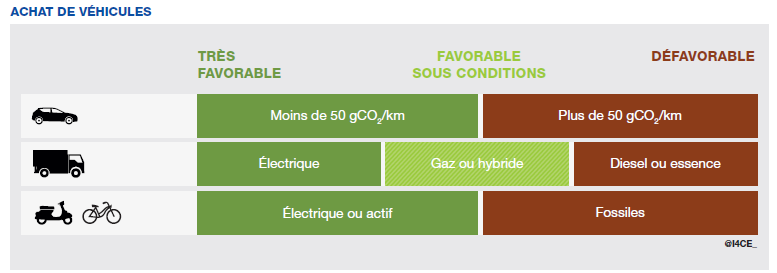 ACHAT DE VÉHICULES
TRÈS
FAVORABLE
FAVORABLE
SOUS CONDITIONS
DÉFAVORABLE
Moins de 50 gCO₂/km
Plus de 50 gCO₂/km
Électrique
Gaz ou hybride
Diesel ou essence
Électrique ou actif
Fossiles
@I4CE_